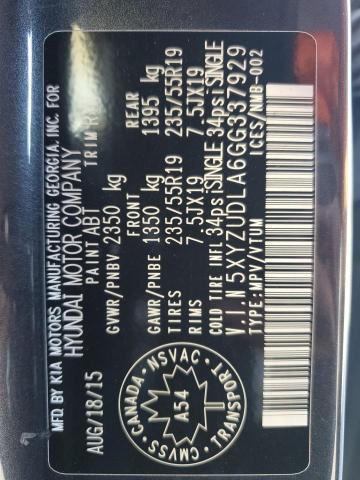 MFD BY KIA MOTORS MANUFACTURING GEORGIA, INC. FOR
HYUNDAI MOTOR COMPANY
AUG/18/15 PAINT ABT TRIM
GVWR/PNBV 2350 kg
GAWR/PNBE 1350 kg REAR 1395 kg
TIRES 235/55R19 235/55R19
RIMS 7.5JX19 7.5JX19
COLD TIRE INFL 34psi(SINGLE 34psi(SINGLE
V.I.N 5XYZUDLA6GG337929
TYPE:MPV/VTUM ICES/NMB-002
CANADA NSVAC
A54
CMVSS TRANSPORT